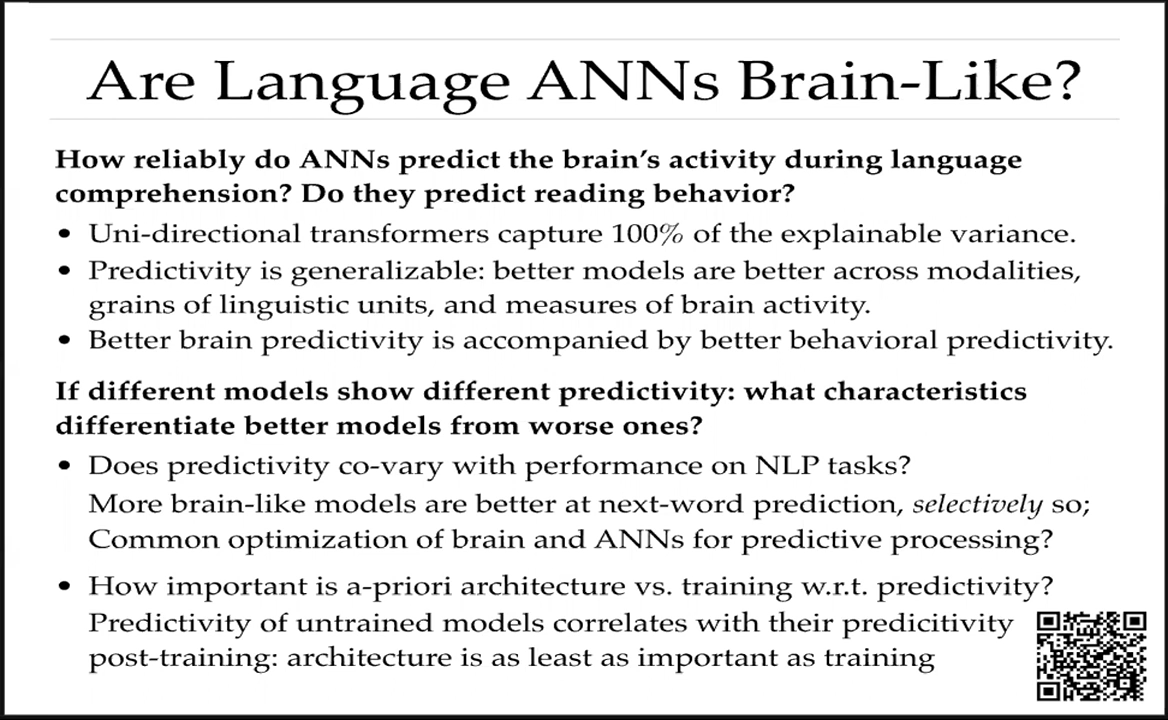 Are Language ANNs Brain-Like?
How reliably do ANNs predict the brain's activity during language
comprehension? Do they predict reading behavior?
• Uni-directional transformers capture 100% of the explainable variance.
• Predictivity is generalizable: better models are better across modalities,
grains of linguistic units, and measures of brain activity.
• Better brain predictivity is accompanied by better behavioral predictivity.
If different models show different predictivity: what characteristics
differentiate better models from worse ones?
• Does predictivity co-vary with performance on NLP tasks?
More brain-like models are better at next-word prediction, selectively so;
Common optimization of brain and ANNs for predictive processing?
• How important is a-priori architecture vs. training w.r.t. predictivity?
Predictivity of untrained models correlates with their predicitivity
post-training: architecture is as least as important as training